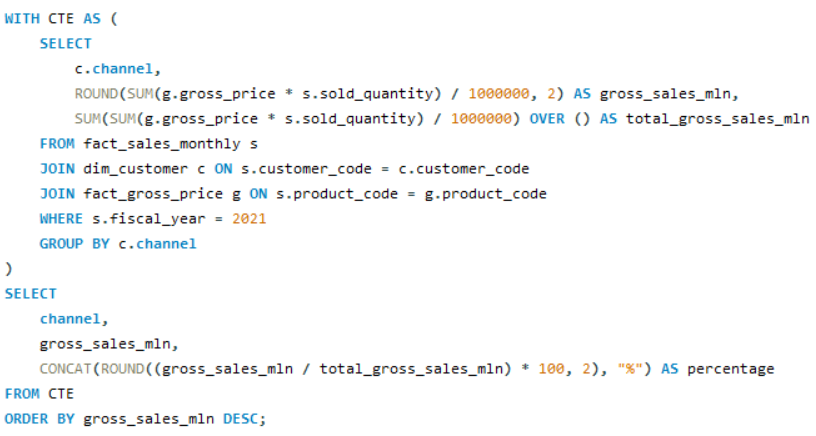 WITH CTE AS (
    SELECT
        c.channel,
        ROUND(SUM(g.gross_price * s.sold_quantity) / 1000000, 2) AS gross_sales_mln,
        SUM(SUM(g.gross_price * s.sold_quantity) / 1000000) OVER () AS total_gross_sales_mln
    FROM fact_sales_monthly s
    JOIN dim_customer c ON s.customer_code = c.customer_code
    JOIN fact_gross_price g ON s.product_code = g.product_code
    WHERE s.fiscal_year = 2021
    GROUP BY c.channel
)
SELECT
    channel,
    gross_sales_mln,
    CONCAT(ROUND((gross_sales_mln / total_gross_sales_mln) * 100, 2), "%") AS percentage
FROM CTE
ORDER BY gross_sales_mln DESC;